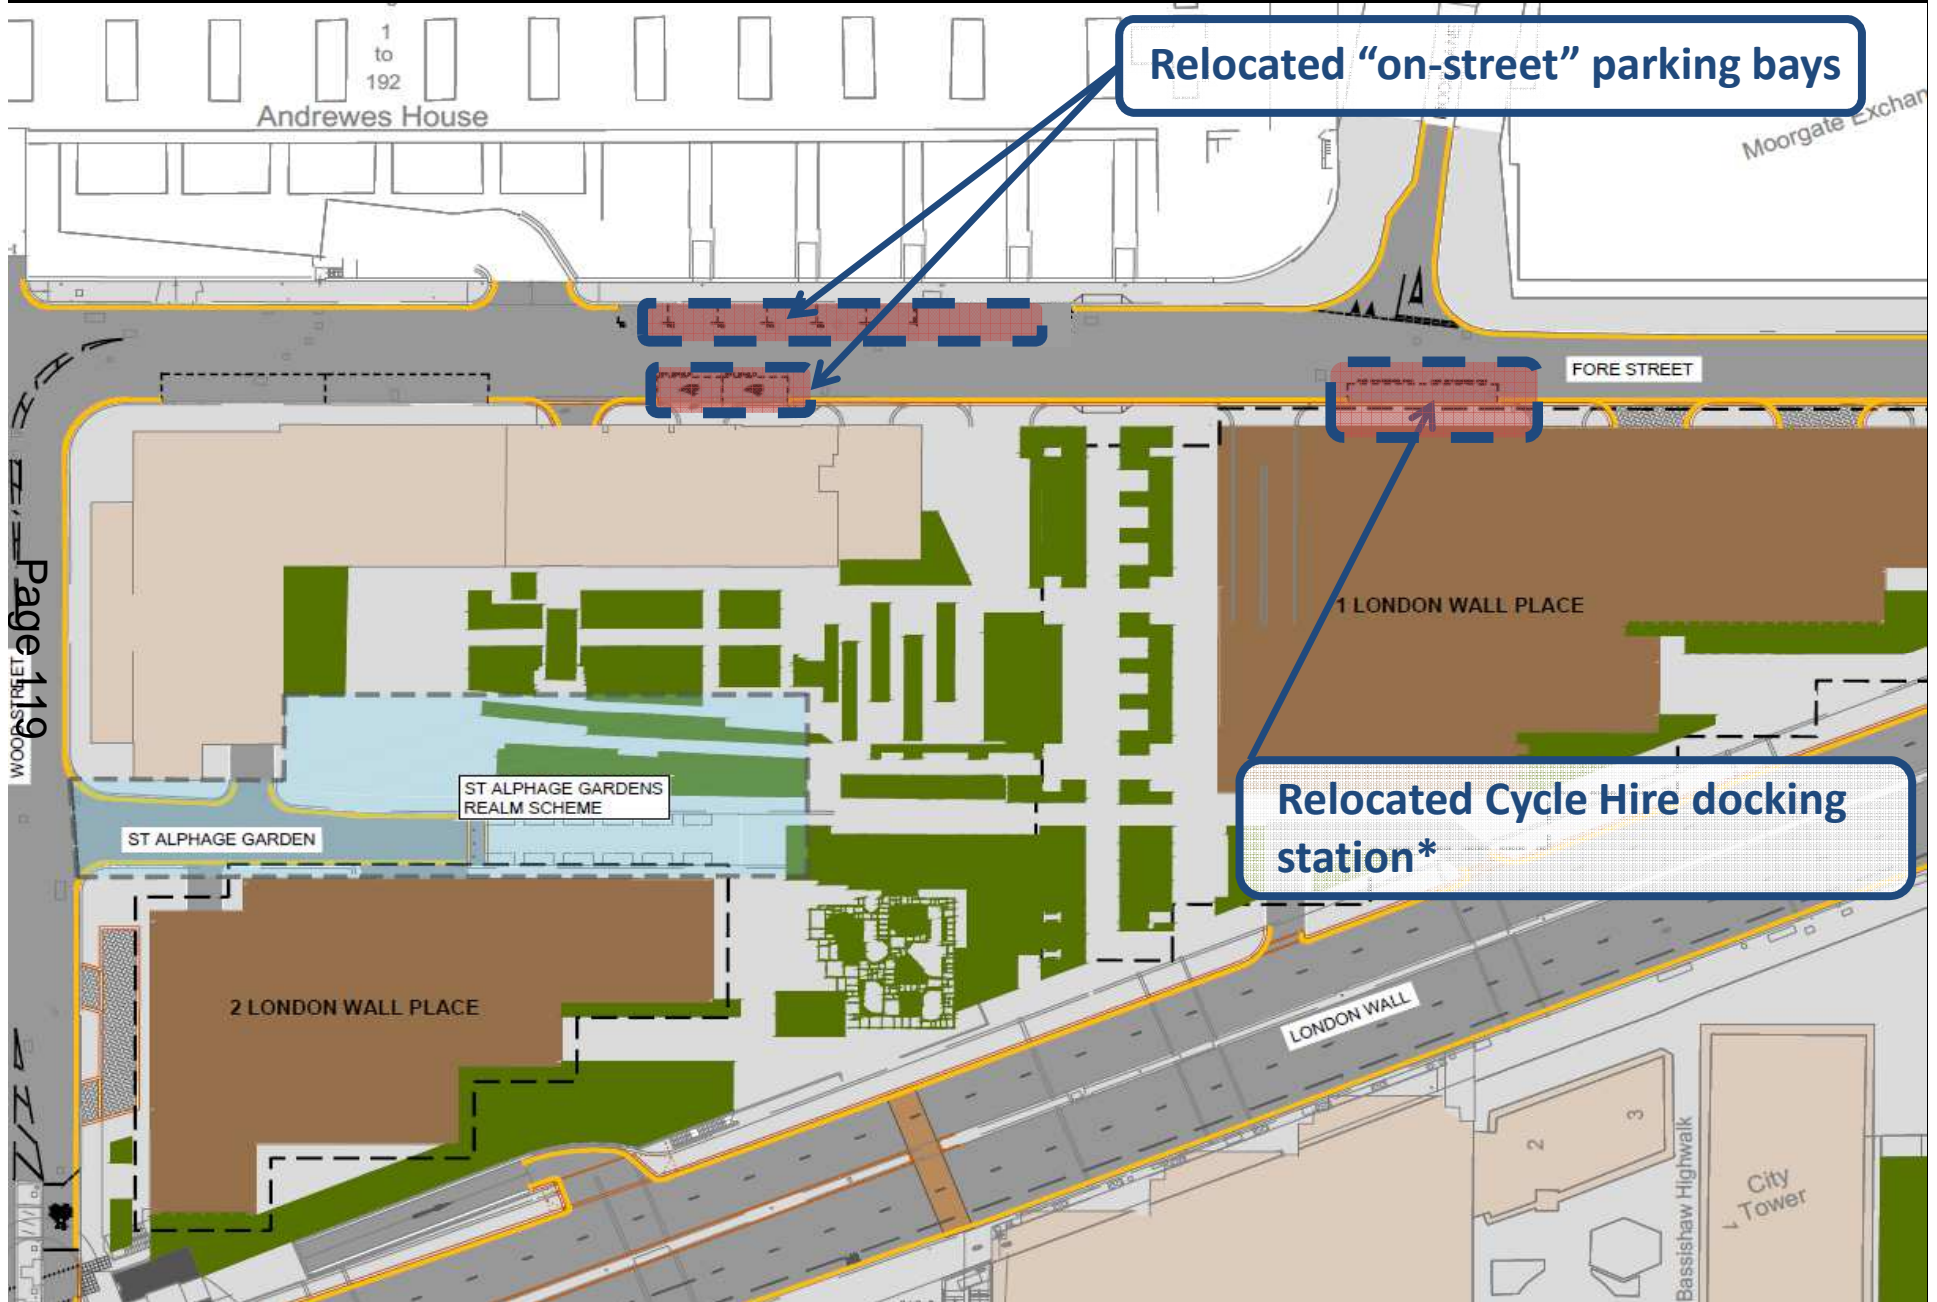 1
to
192
Andrewes House
Relocated “on-street” parking bays
Moorgate Exchan
FORE STREET
1 LONDON WALL PLACE
Page 119
WOOD STREET
ST ALPHAGE GARDENS
REALM SCHEME
ST ALPHAGE GARDEN
Relocated Cycle Hire docking
station*
2 LONDON WALL PLACE
LONDON WALL
2
3
Bassishaw Highwalk
City
Tower
1